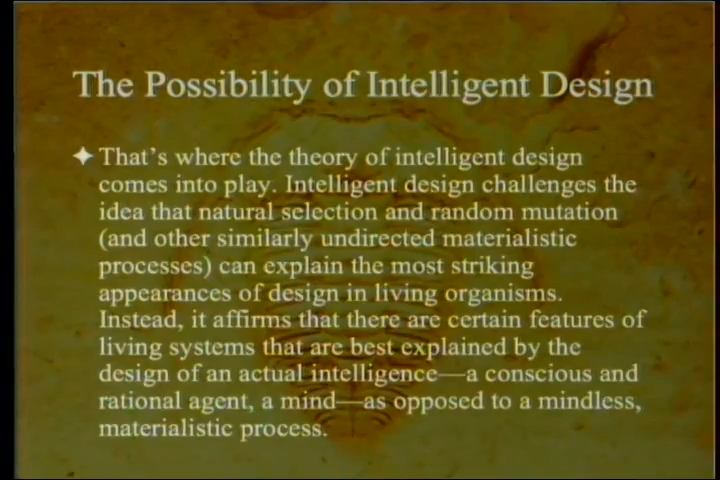 The Possibility of Intelligent Design
✦ That’s where the theory of intelligent design
comes into play. Intelligent design challenges the
idea that natural selection and random mutation
(and other similarly undirected materialistic
processes) can explain the most striking
appearances of design in living organisms.
Instead, it affirms that there are certain features of
living systems that are best explained by the
design of an actual intelligence—a conscious and
rational agent, a mind—as opposed to a mindless,
materialistic process.